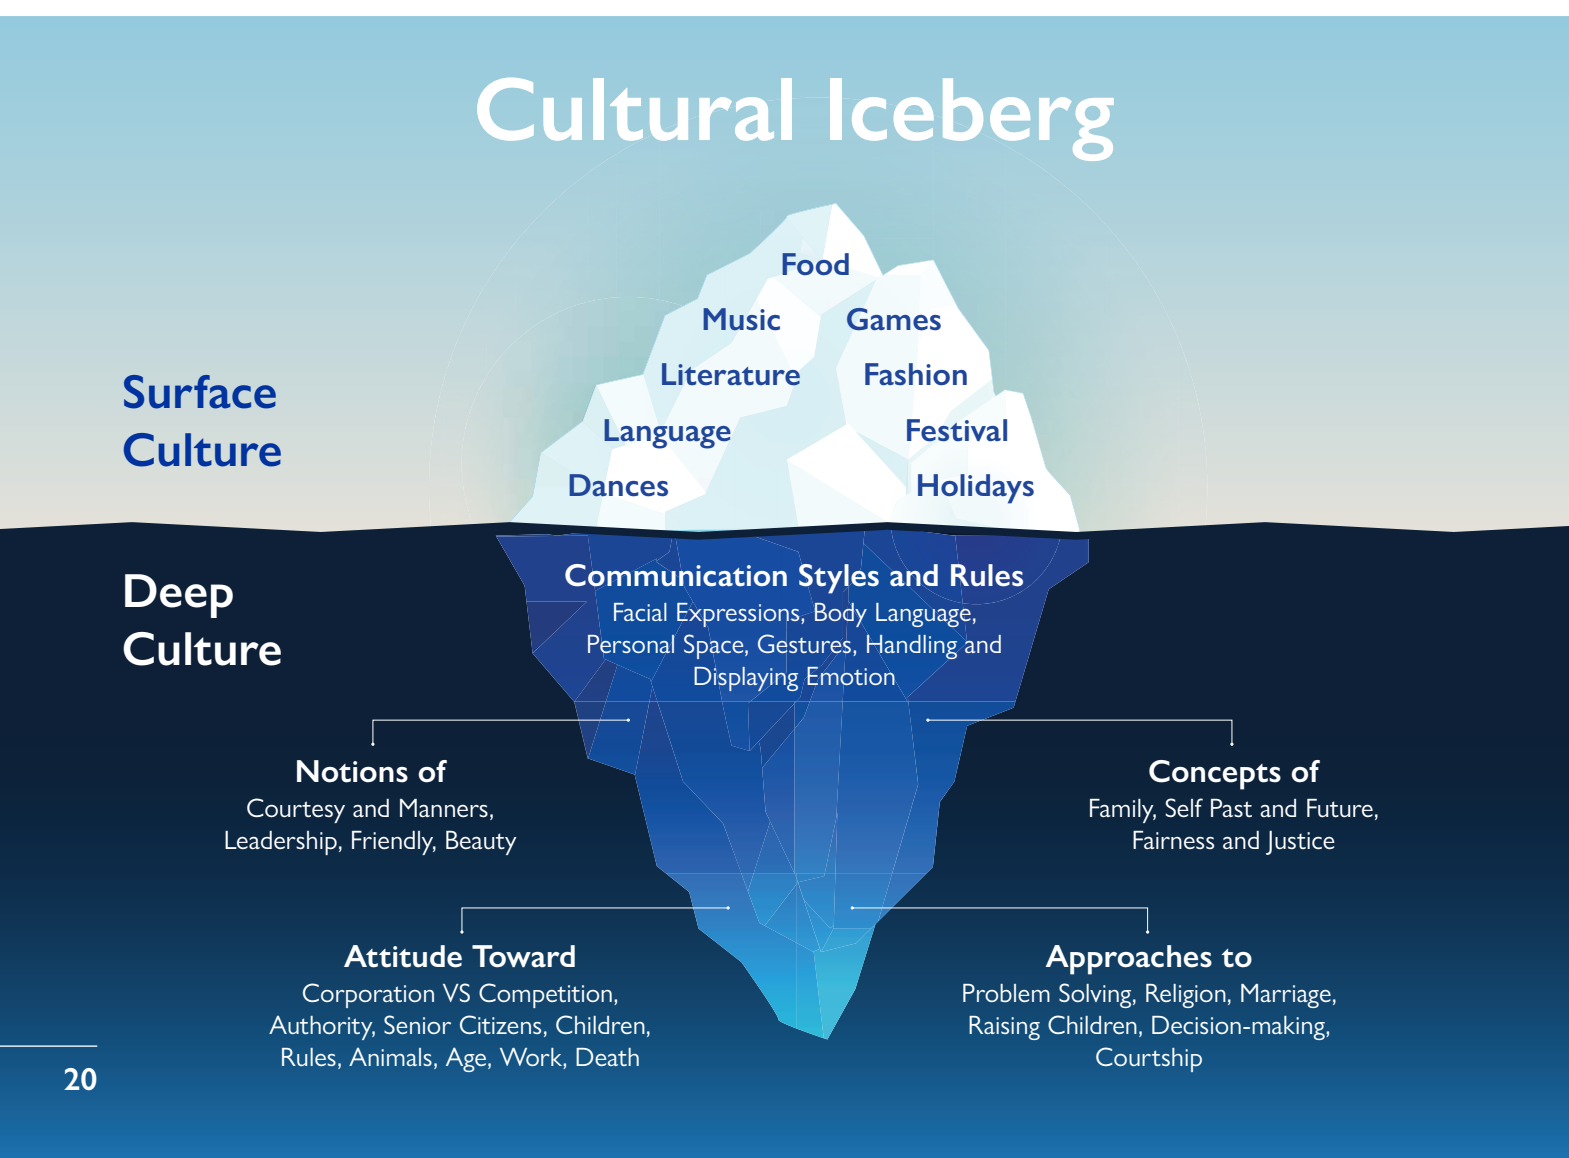 Cultural Iceberg
Food
Music Games
Literature Fashion
Language Festival
Dances Holidays
Surface
Culture
Deep
Culture
Communication Styles and Rules
Facial Expressions, Body Language,
Personal Space, Gestures, Handling and
Displaying Emotion
Notions of
Courtesy and Manners,
Leadership, Friendly, Beauty
Concepts of
Family, Self Past and Future,
Fairness and Justice
Attitude Toward
Corporation VS Competition,
Authority, Senior Citizens, Children,
Rules, Animals, Age, Work, Death
Approaches to
Problem Solving, Religion, Marriage,
Raising Children, Decision-making,
Courtship
20